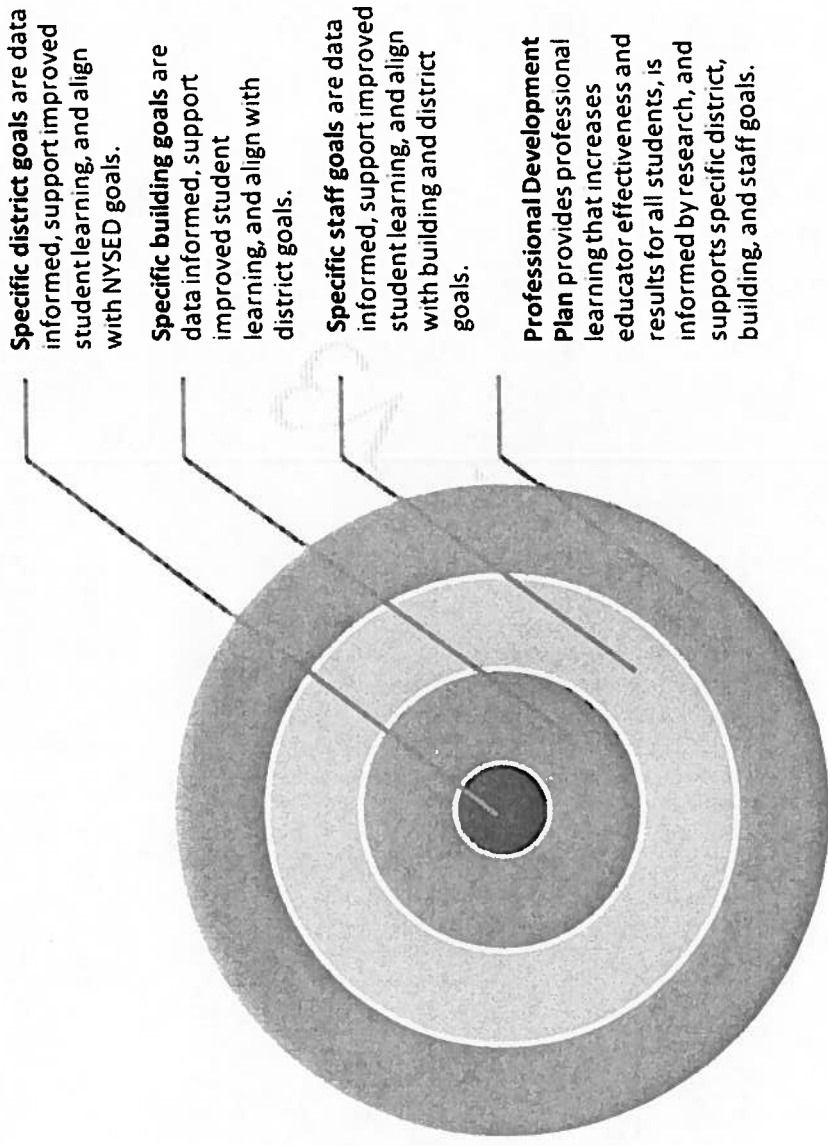 Specific district goals are data
informed, support improved
student learning, and align
with NYSED goals.
Specific building goals are
data informed, support
improved student
learning, and align with
district goals.
Specific staff goals are data
informed, support improved
student learning, and align
with building and district
goals.
Professional Development
Plan provides professional
learning that increases
educator effectiveness and
results for all students, is
informed by research, and
supports specific district,
building, and staff goals.